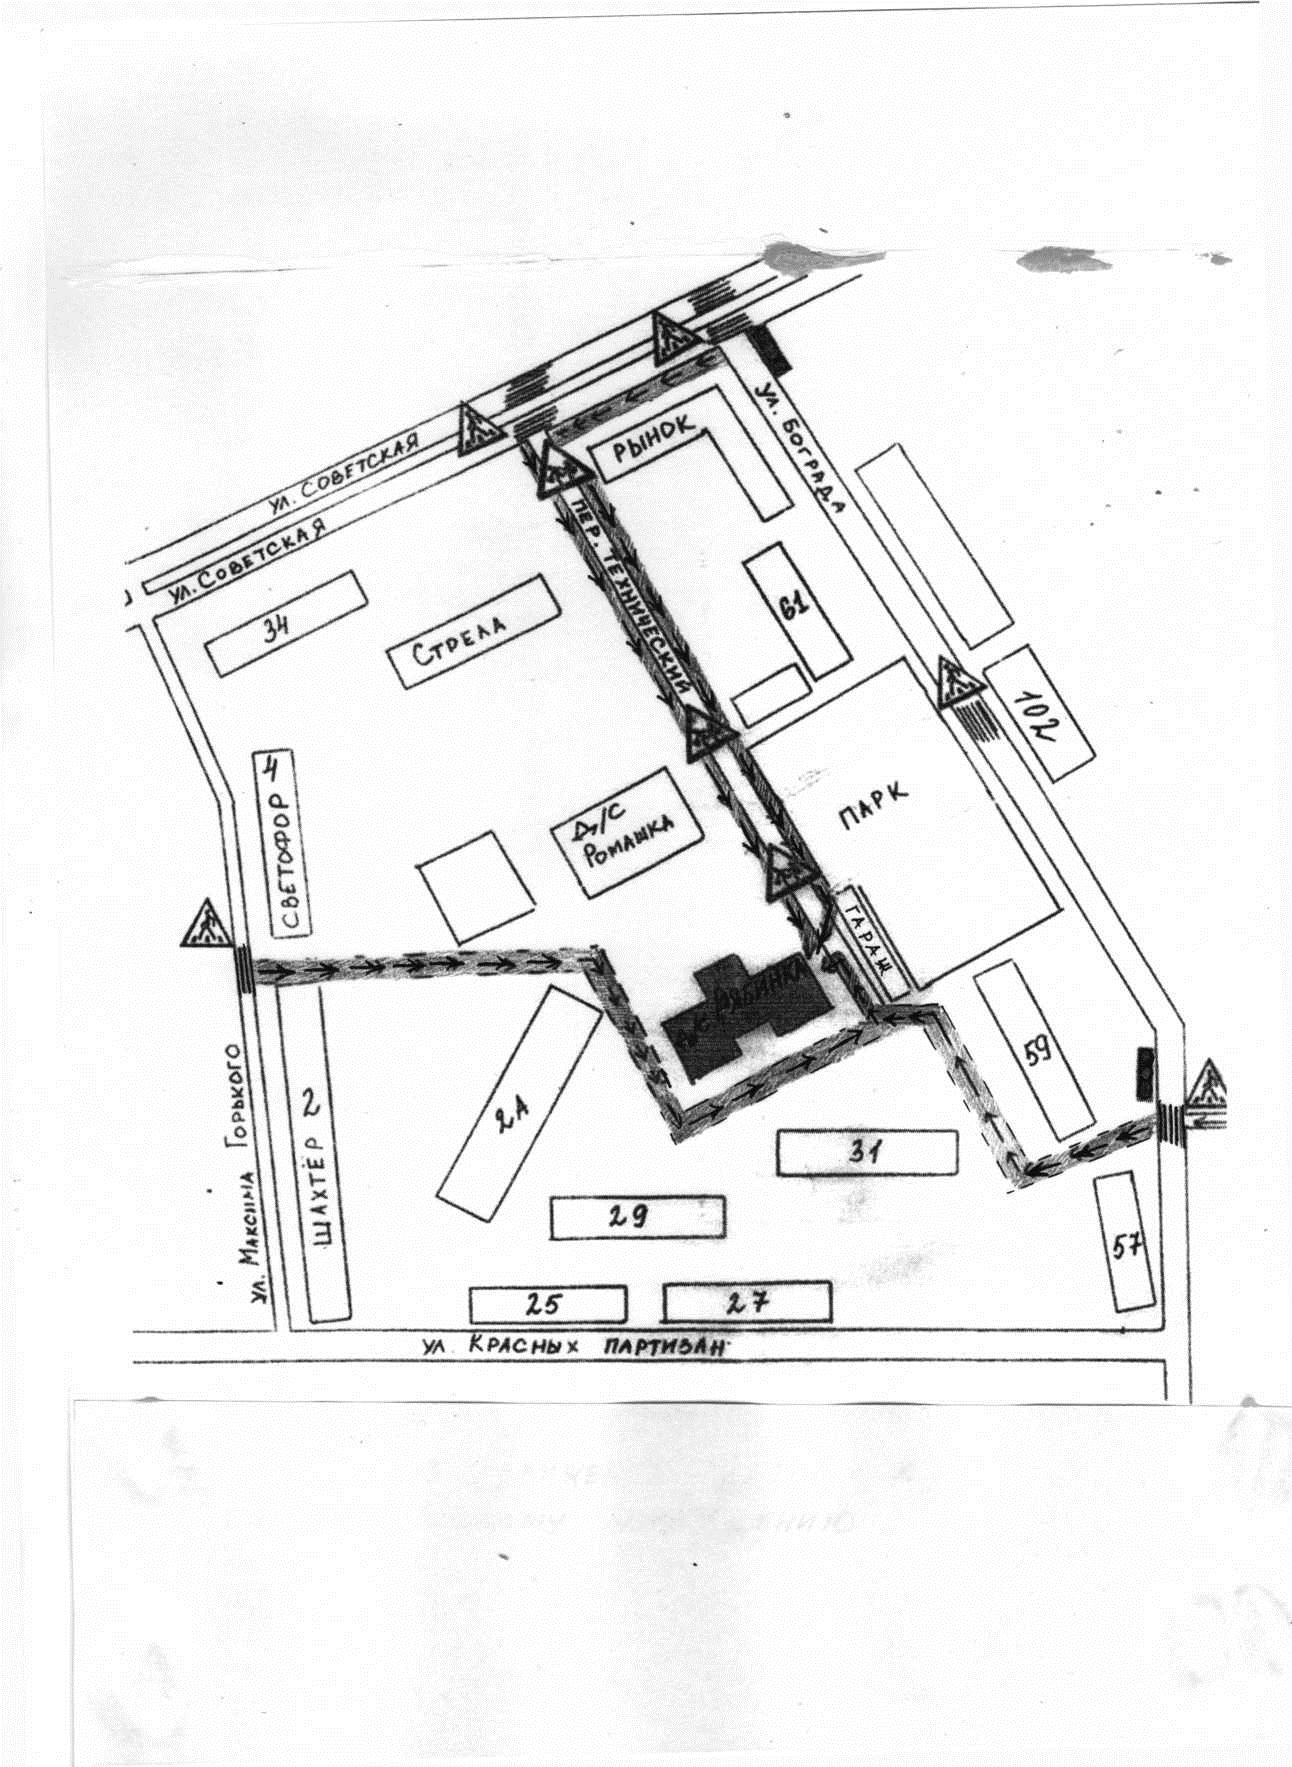 ул. Советская
ул. Советская
ул. Бограда
Рынок
пер. Технический
34
Стрела
61
102
Светофор 4
Д/С
Ромашка
Парк
Гараж
Д/С Рябинка
59
2А
Шахтёр 2
ул. Максима Горького
31
29
57
25
27
ул Красных партизан